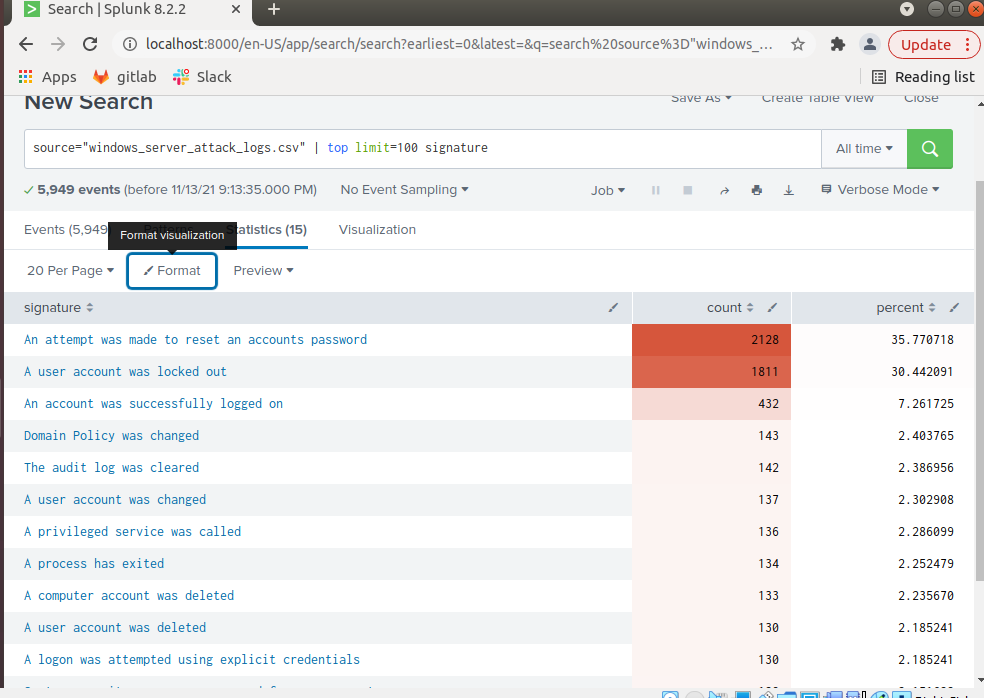 Search | Splunk 8.2.2
localhost:8000/en-US/app/search/search?earliest=0&latest=&q=search%20source%3D"windows_...
Update
Apps gitlab Slack Reading list
New Search
Save As Create Table View Close
source="windows_server_attack_logs.csv" | top limit=100 signature
All time
5,949 events (before 11/13/21 9:13:35.000 PM) No Event Sampling Job Verbose Mode
Format visualization
Events (5,949 Patterns Statistics (15) Visualization
20 Per Page Format Preview
signature count percent
An attempt was made to reset an accounts password 2128 35.770718
A user account was locked out 1811 30.442091
An account was successfully logged on 432 7.261725
Domain Policy was changed 143 2.403765
The audit log was cleared 142 2.386956
A user account was changed 137 2.302908
A privileged service was called 136 2.286099
A process has exited 134 2.252479
A computer account was deleted 133 2.235670
A user account was deleted 130 2.185241
A logon was attempted using explicit credentials 130 2.185241